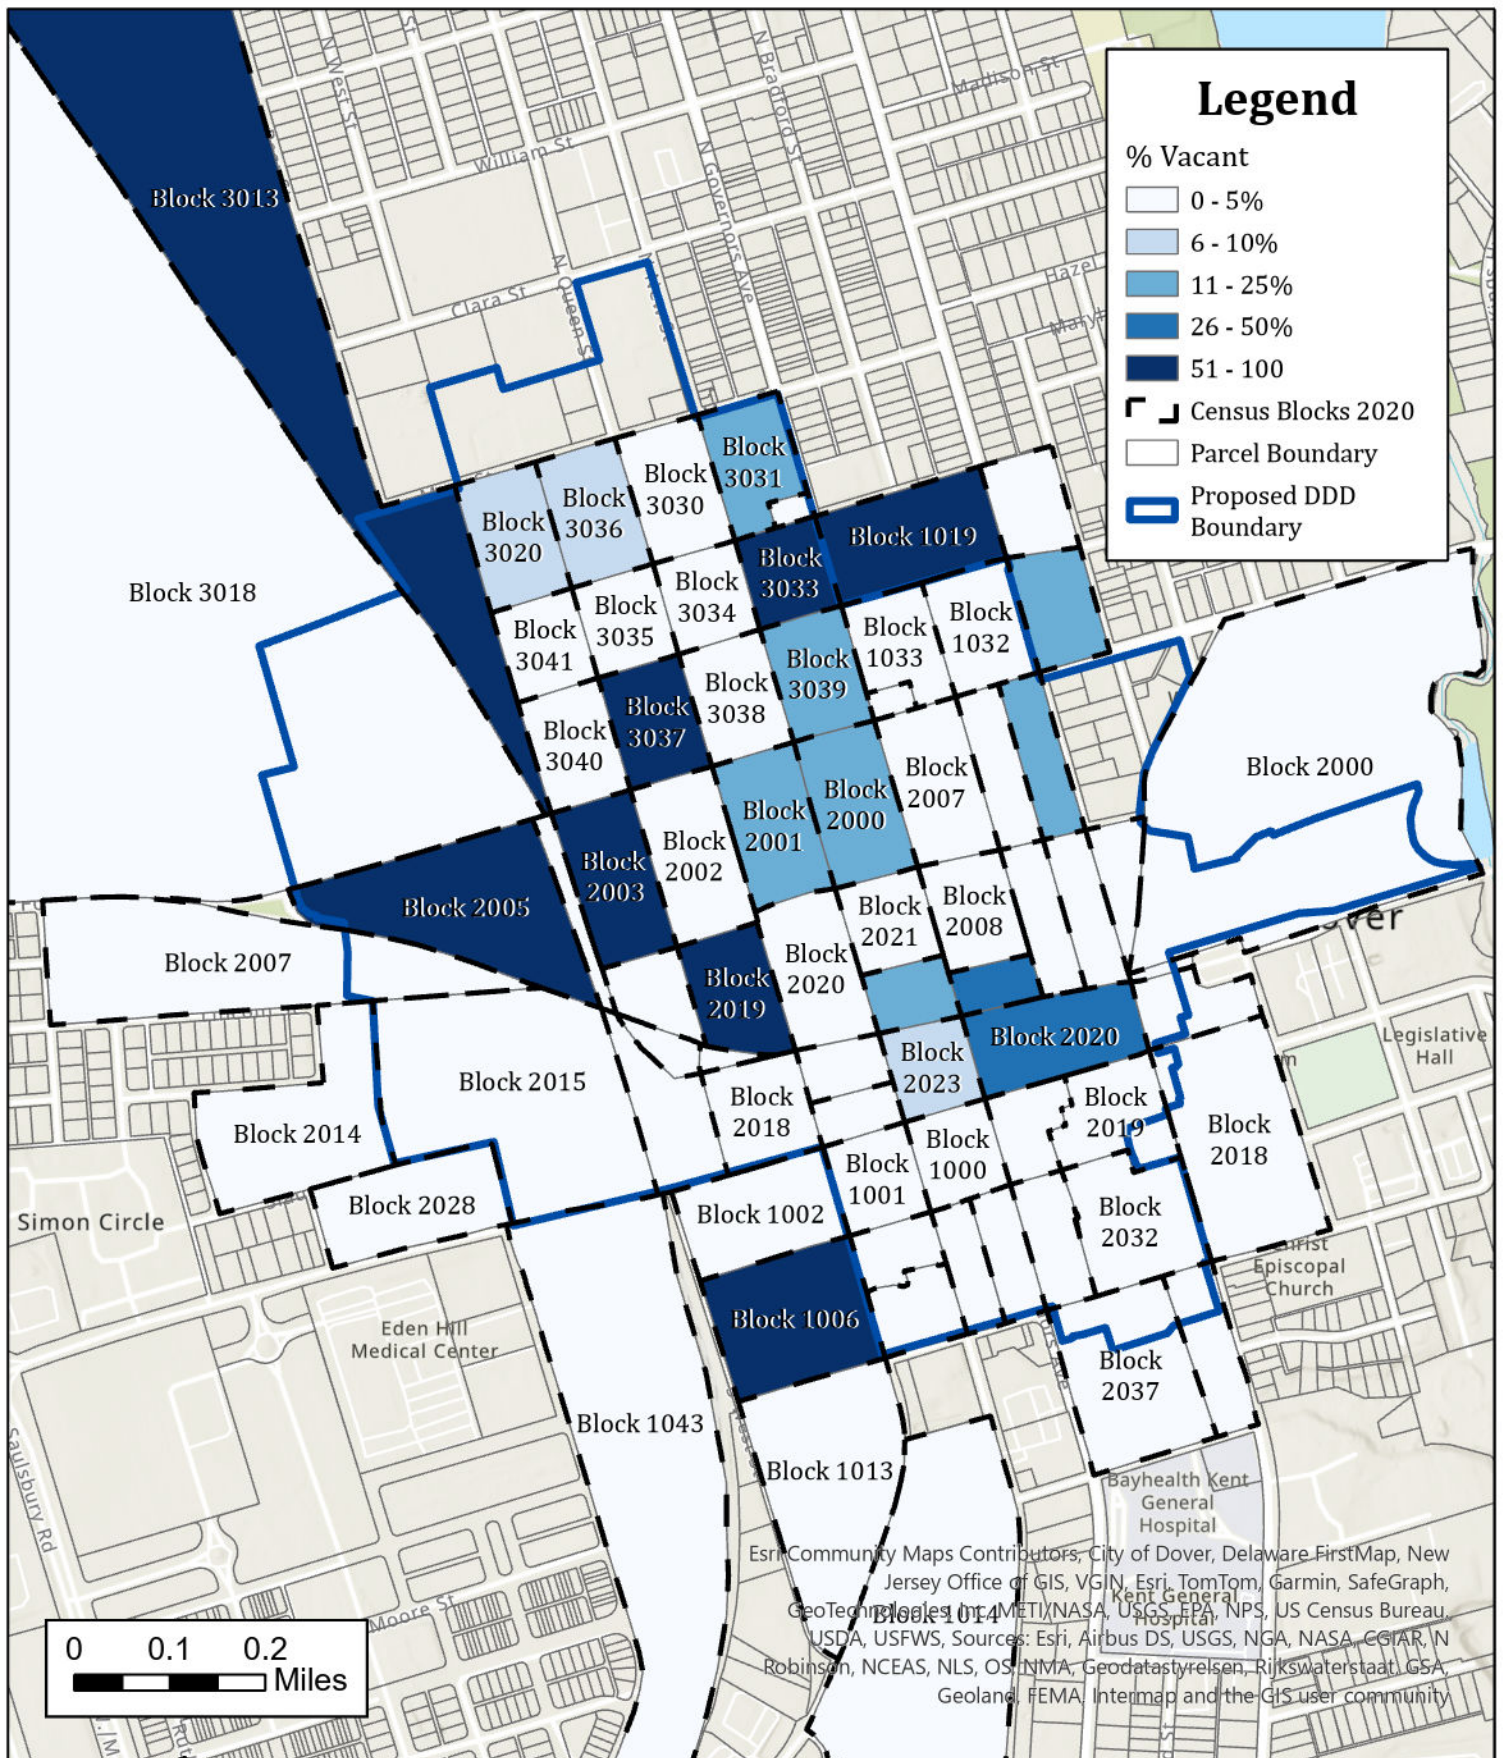 N West St
St
N Bradford St
Madison St
William St
N Governors Ave
Legend
% Vacant
0 - 5%
6 - 10%
11 - 25%
26 - 50%
51 - 100
Census Blocks 2020
Parcel Boundary
Proposed DDD
Boundary
Block 3013
Hazel
Clara St
N Queen St
N New St
Block
3031
Block
3030
Block
3036
Block
3020
Block 1019
Block
3033
Block 3018
Block
3034
Block
3035
Block
3041
Block
1032
Block
1033
Block
3039
Block
3038
Block
3037
Block
3040
Block 2000
Block
2007
Block
2000
Block
2001
Block
2002
Block
2003
Block 2005
Block
2008
Block
2021
Block
2020
Block 2007
Block
2019
Block 2020
Legislative
Hall
Block
2023
Block 2015
Block
2018
Block
2019
Block
2018
Block 2014
Block
1000
Block
1001
Block 2028
Block 1002
Block
2032
Simon Circle
Christ
Episcopal
Church
Block 1006
Eden Hill
Medical Center
Block
2037
Block 1043
Block 1013
Saulsbury Rd
Bayhealth Kent
General
Hospital
Kent General
Hospital
Block 1014
Moore St
0 0.1 0.2
Miles
Esri Community Maps Contributors, City of Dover, Delaware FirstMap, New
Jersey Office of GIS, VGIN, Esri, TomTom, Garmin, SafeGraph,
GeoTechnologies, Inc, METI/NASA, USGS, EPA, NPS, US Census Bureau,
USDA, USFWS, Sources: Esri, Airbus DS, USGS, NGA, NASA, CGIAR, N
Robinson, NCEAS, NLS, OS, NMA, Geodatastyrelsen, Rijkswaterstaat, GSA,
Geoland, FEMA, Intermap and the GIS user community